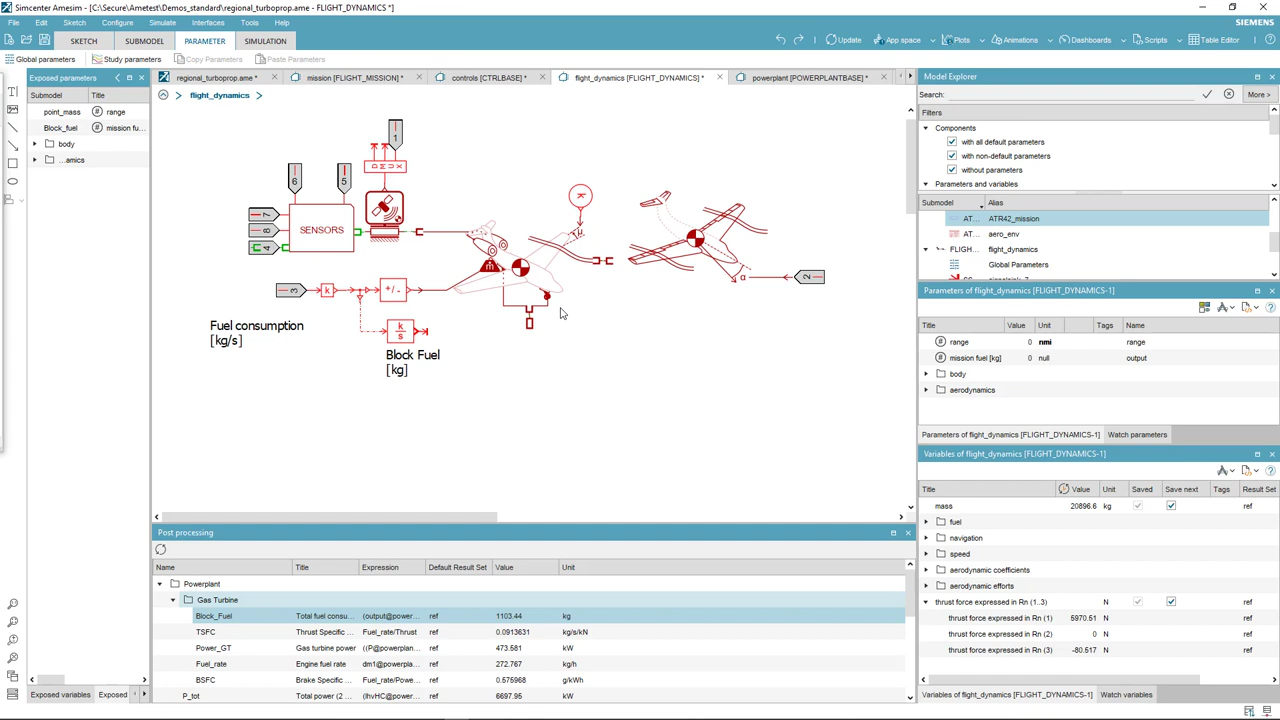 Simcenter Amesim - [C:\Secure\Ametest\Demos_standard\regional_turboprop.ame - FLIGHT_DYNAMICS *]
File Edit Sketch Configure Simulate Interfaces Tools Help
SIEMENS
SKETCH SUBMODEL PARAMETER SIMULATION
Update App space Plots Animations Dashboards Scripts Table Editor
Global parameters Study parameters Copy Parameters Paste Parameters
Exposed parameters
Submodel Title
point_mass range
Block_fuel mission fu...
body
...amics
Exposed variables Exposed
regional_turboprop.ame * mission [FLIGHT_MISSION] * controls [CTRLBASE] * flight_dynamics [FLIGHT_DYNAMICS] * powerplant [POWERPLANTBASE] *
flight_dynamics
1
D M U X
6 5
7
8
4
SENSORS
K
m
α
2
3
k
+/-
k
s
Fuel consumption
[kg/s]
Block Fuel
[kg]
Post processing
Name Title Expression Default Result Set Value Unit
Powerplant
Gas Turbine
Block_Fuel Total fuel consu... (output@power... ref 1103.44 kg
TSFC Thrust Specific ... Fuel_rate/Thrust ref 0.0913631 kg/s/kN
Power_GT Gas turbine power ((P@powerplan... ref 473.581 kW
Fuel_rate Engine fuel rate dm1@powerpla... ref 272.767 kg/h
BSFC Brake Specific ... Fuel_rate/Powe... ref 0.575968 g/kWh
P_tot Total power (2 ... (lhvHC@power... ref 6697.95 kW
Model Explorer
Search: More >
Filters
Components
with all default parameters
with non-default parameters
without parameters
Parameters and variables
Submodel Alias
AT... ATR42_mission
AT... aero_env
FLIGH... flight_dynamics
Global Parameters
Parameters of flight_dynamics [FLIGHT_DYNAMICS-1]
Title Value Unit Tags Name
range 0 nmi range
mission fuel [kg] 0 null output
body
aerodynamics
Parameters of flight_dynamics [FLIGHT_DYNAMICS-1] Watch parameters
Variables of flight_dynamics [FLIGHT_DYNAMICS-1]
Title Value Unit Saved Save next Tags Result Set
mass 20896.6 kg ref
fuel
navigation
speed
aerodynamic coefficients
aerodynamic efforts
thrust force expressed in Rn (1..3) N ref
thrust force expressed in Rn (1) 5970.51 N ref
thrust force expressed in Rn (2) 0 N ref
thrust force expressed in Rn (3) -80.517 N ref
Variables of flight_dynamics [FLIGHT_DYNAMICS-1] Watch variables